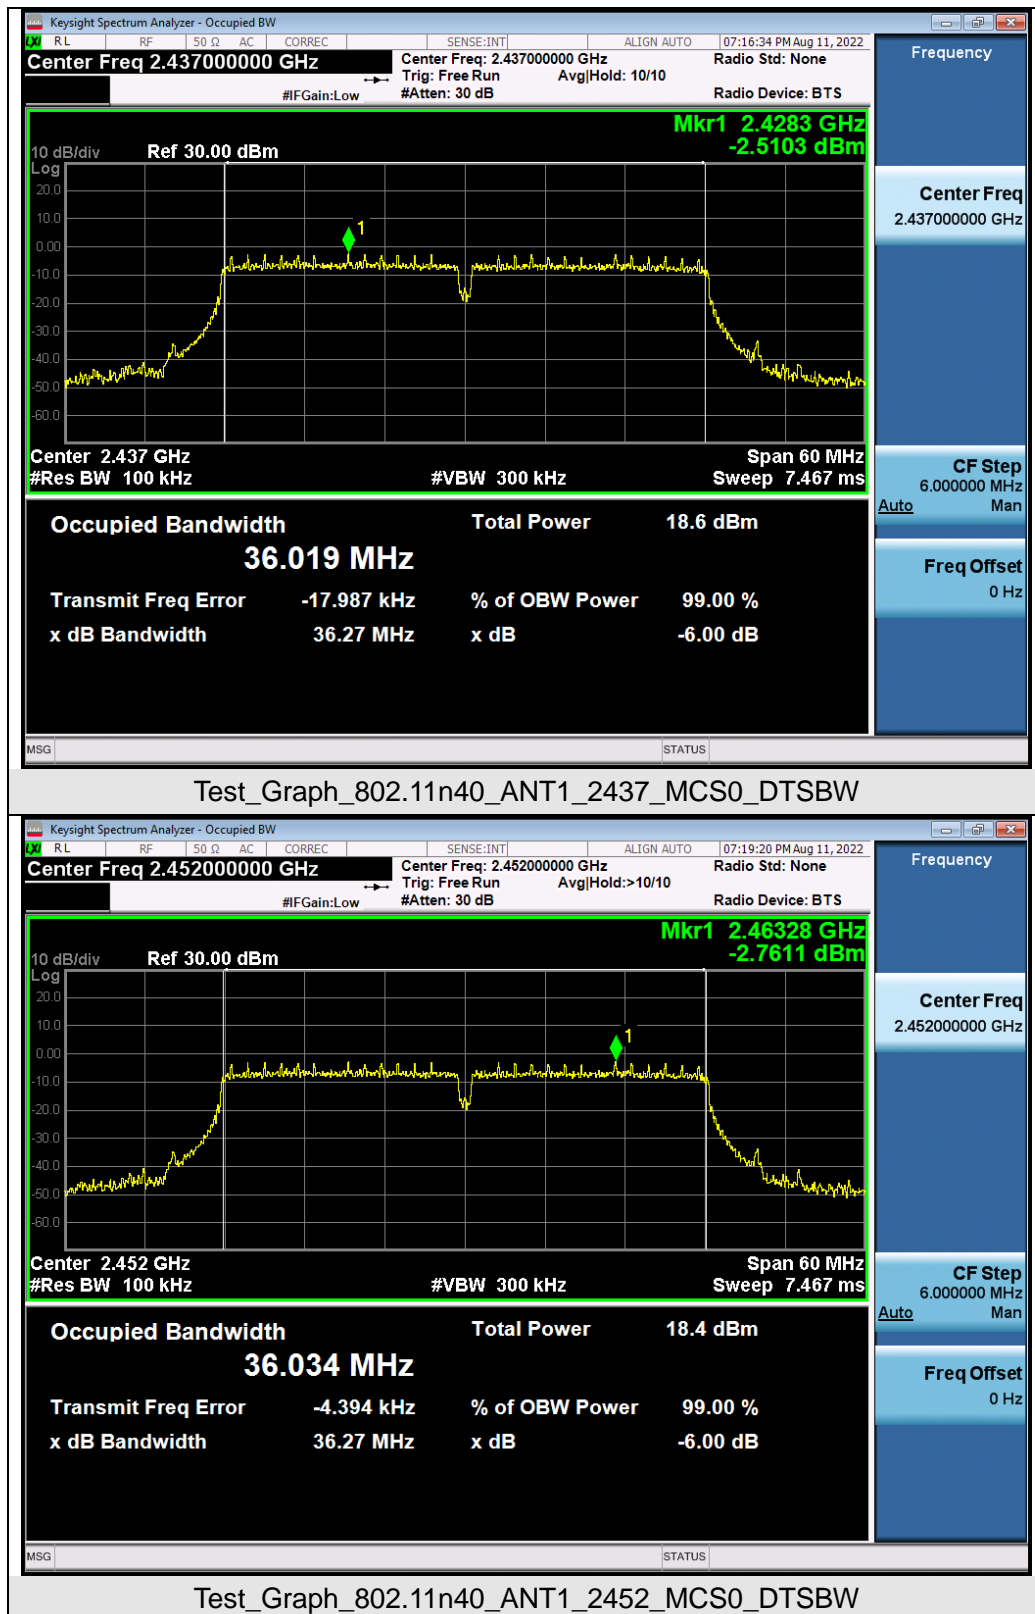 Keysight Spectrum Analyzer - Occupied BW
LXI RL RF 50 Ω AC CORREC SENSE:INT ALIGN AUTO 07:16:34 PM Aug 11, 2022
Center Freq 2.437000000 GHz
Center Freq: 2.437000000 GHz Radio Std: None
Trig: Free Run Avg|Hold: 10/10
#IFGain:Low #Atten: 30 dB Radio Device: BTS
Frequency
Mkr1 2.4283 GHz
-2.5103 dBm
10 dB/div Ref 30.00 dBm
Log
20.0
10.0
0.00
-10.0
-20.0
-30.0
-40.0
-50.0
-60.0
1
Center 2.437 GHz Span 60 MHz
#Res BW 100 kHz #VBW 300 kHz Sweep 7.467 ms
Center Freq
2.437000000 GHz
CF Step
6.000000 MHz
Auto Man
Freq Offset
0 Hz
Occupied Bandwidth Total Power 18.6 dBm
36.019 MHz
Transmit Freq Error -17.987 kHz % of OBW Power 99.00 %
x dB Bandwidth 36.27 MHz x dB -6.00 dB
MSG STATUS
Test_Graph_802.11n40_ANT1_2437_MCS0_DTSBW
Keysight Spectrum Analyzer - Occupied BW
LXI RL RF 50 Ω AC CORREC SENSE:INT ALIGN AUTO 07:19:20 PM Aug 11, 2022
Center Freq 2.452000000 GHz
Center Freq: 2.452000000 GHz Radio Std: None
Trig: Free Run Avg|Hold:>10/10
#IFGain:Low #Atten: 30 dB Radio Device: BTS
Frequency
Mkr1 2.46328 GHz
-2.7611 dBm
10 dB/div Ref 30.00 dBm
Log
20.0
10.0
0.00
-10.0
-20.0
-30.0
-40.0
-50.0
-60.0
1
Center 2.452 GHz Span 60 MHz
#Res BW 100 kHz #VBW 300 kHz Sweep 7.467 ms
Center Freq
2.452000000 GHz
CF Step
6.000000 MHz
Auto Man
Freq Offset
0 Hz
Occupied Bandwidth Total Power 18.4 dBm
36.034 MHz
Transmit Freq Error -4.394 kHz % of OBW Power 99.00 %
x dB Bandwidth 36.27 MHz x dB -6.00 dB
MSG STATUS
Test_Graph_802.11n40_ANT1_2452_MCS0_DTSBW